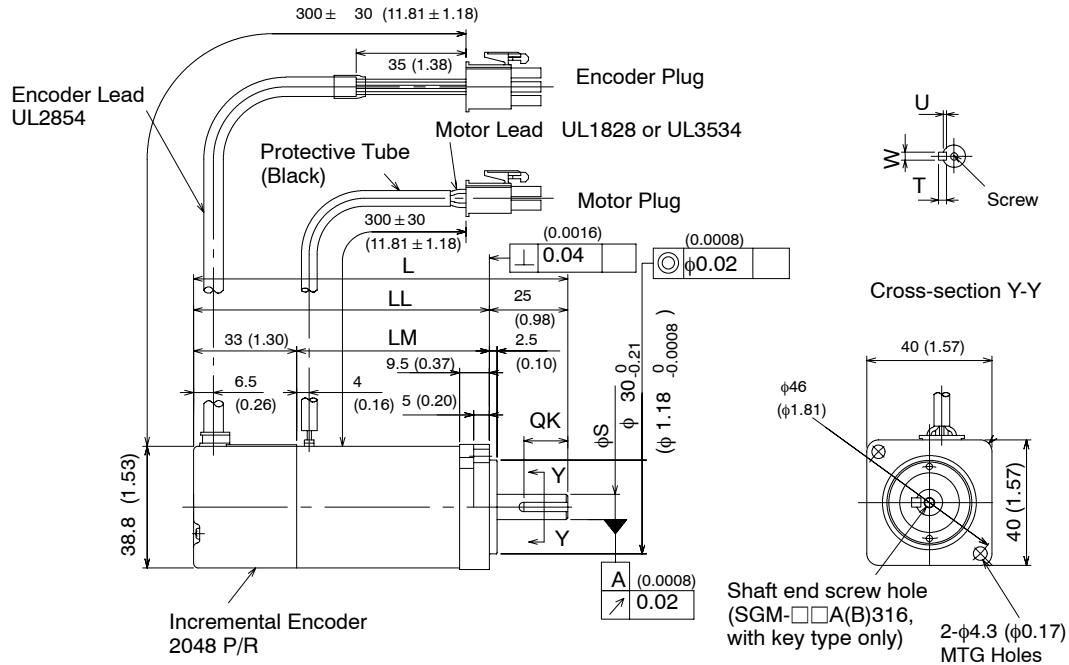 300 ± 30 (11.81 ± 1.18)
35 (1.38)
Encoder Plug
Encoder Lead
UL2854
Motor Lead UL1828 or UL3534
Protective Tube
(Black)
Motor Plug
300 ± 30
(11.81 ± 1.18)
U
W
T
Screw
(0.0016)
⊥ 0.04
(0.0008)
◎ φ0.02
L
LL
25
(0.98)
Cross-section Y-Y
33 (1.30)
LM
2.5
(0.10)
9.5 (0.37)
6.5
(0.26)
4
(0.16)
5 (0.20)
QK
φS
φ 30 0 -0.21
(φ 1.18 0 -0.0008)
40 (1.57)
φ46
(φ1.81)
Y
Y
38.8 (1.53)
40 (1.57)
A (0.0008)
↗ 0.02
Incremental Encoder
2048 P/R
Shaft end screw hole
(SGM-□□A(B)316,
with key type only)
2-φ4.3 (φ0.17)
MTG Holes